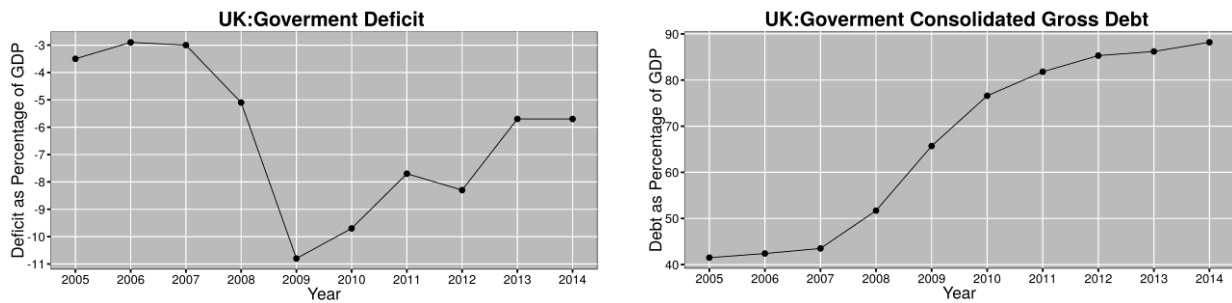 UK:Goverment Deficit
Deficit as Percentage of GDP
-3
-4
-5
-6
-7
-8
-9
-10
-11
2005 2006 2007 2008 2009 2010 2011 2012 2013 2014
Year
UK:Goverment Consolidated Gross Debt
Debt as Percentage of GDP
90
80
70
60
50
40
2005 2006 2007 2008 2009 2010 2011 2012 2013 2014
Year